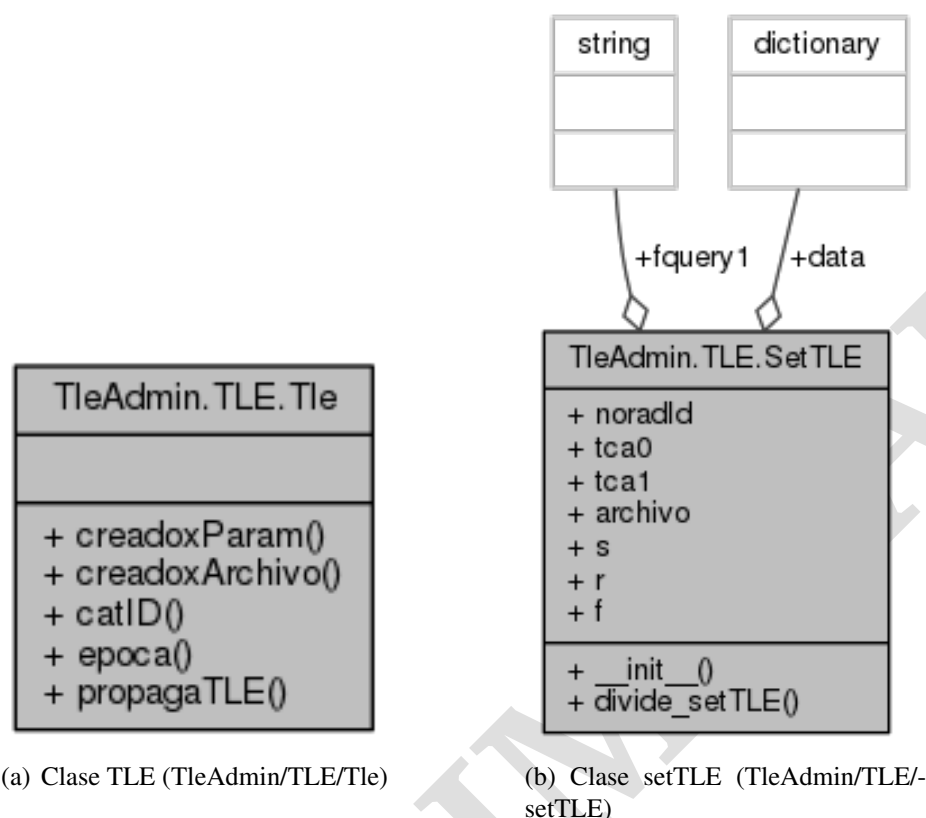 string
dictionary
+fquery1
+data
TleAdmin.TLE.Tle
+ creadoxParam()
+ creadoxArchivo()
+ catID()
+ epoca()
+ propagaTLE()
TleAdmin.TLE.SetTLE
+ noradId
+ tca0
+ tca1
+ archivo
+ s
+ r
+ f
+ __init__()
+ divide_setTLE()
(a) Clase TLE (TleAdmin/TLE/Tle)
(b) Clase setTLE (TleAdmin/TLE/-
setTLE)